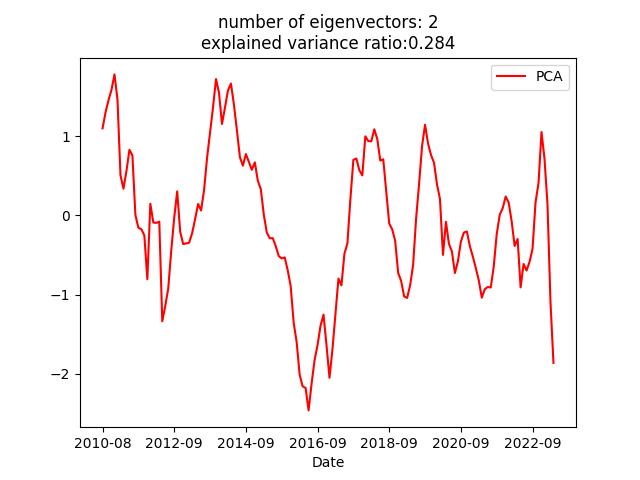 number of eigenvectors: 2
explained variance ratio:0.284
PCA
1
0
−1
−2
2010-08 2012-09 2014-09 2016-09 2018-09 2020-09 2022-09
Date